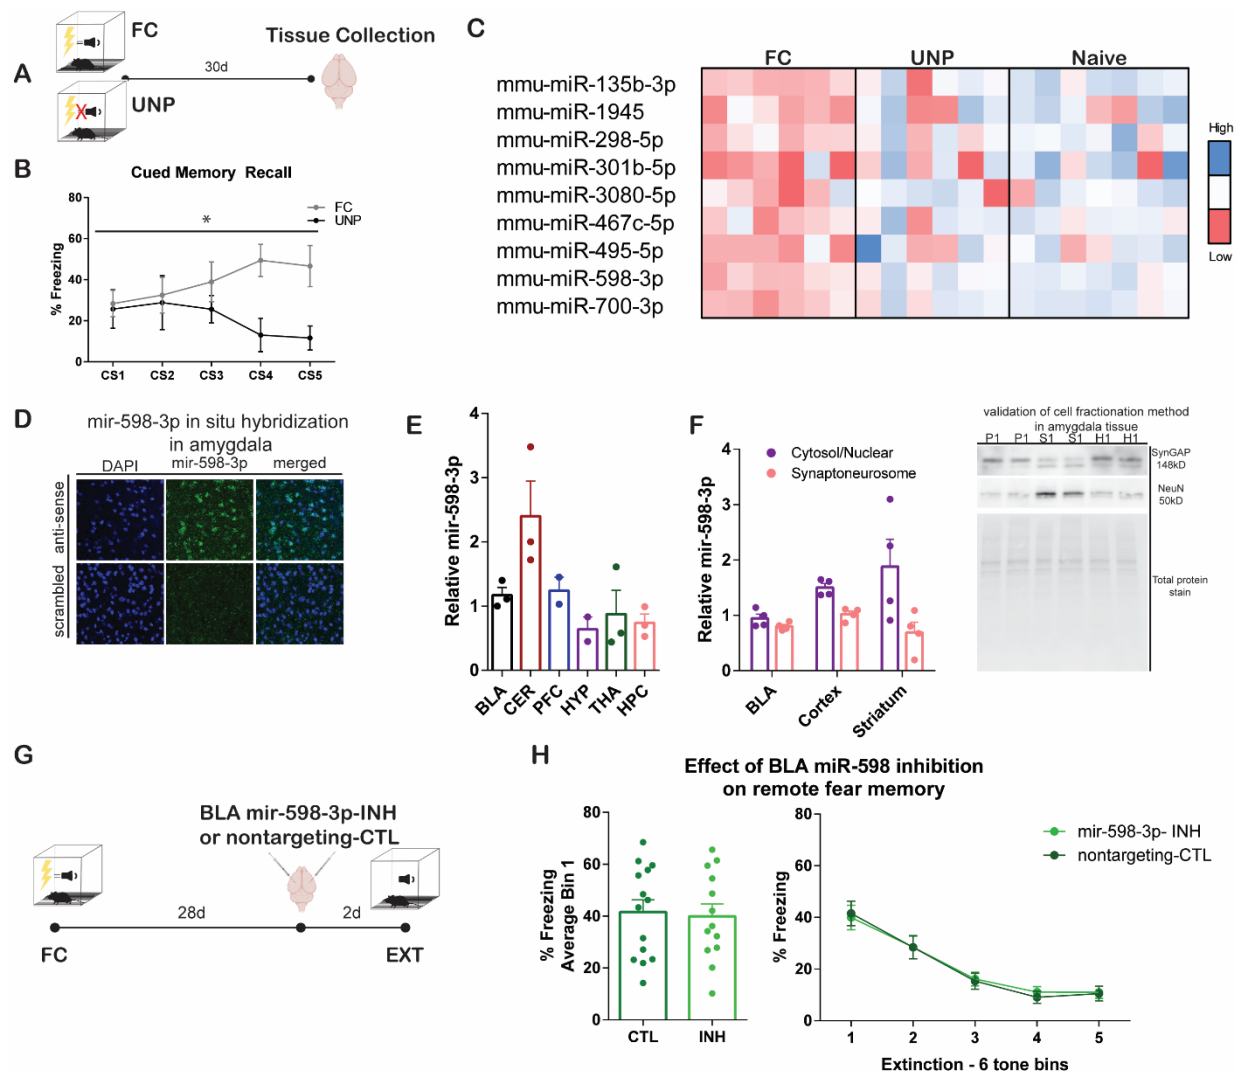 A
FC
UNP
30d
Tissue Collection
B
Cued Memory Recall
80
60
40
20
0
% Freezing
*
FC
UNP
CS1 CS2 CS3 CS4 CS5
C
FC UNP Naive
mmu-miR-135b-3p
mmu-miR-1945
mmu-miR-298-5p
mmu-miR-301b-5p
mmu-miR-3080-5p
mmu-miR-467c-5p
mmu-miR-495-5p
mmu-miR-598-3p
mmu-miR-700-3p
High
Low
D
mir-598-3p in situ hybridization
in amygdala
DAPI mir-598-3p merged
anti-sense
scrambled
E
Relative mir-598-3p
4
3
2
1
0
BLA CER PFC HYP THA HPC
F
Relative mir-598-3p
4
3
2
1
0
Cytosol/Nuclear
Synaptoneurosome
BLA Cortex Striatum
validation of cell fractionation method
in amygdala tissue
P1 P1 S1 S1 H1 H1
SynGAP
148kD
NeuN
50kD
Total protein
stain
G
BLA mir-598-3p-INH
or nontargeting-CTL
28d 2d
FC EXT
H
Effect of BLA miR-598 inhibition
on remote fear memory
% Freezing
Average Bin 1
80
60
40
20
0
CTL INH
% Freezing
80
60
40
20
0
mir-598-3p- INH
nontargeting-CTL
1 2 3 4 5
Extinction - 6 tone bins